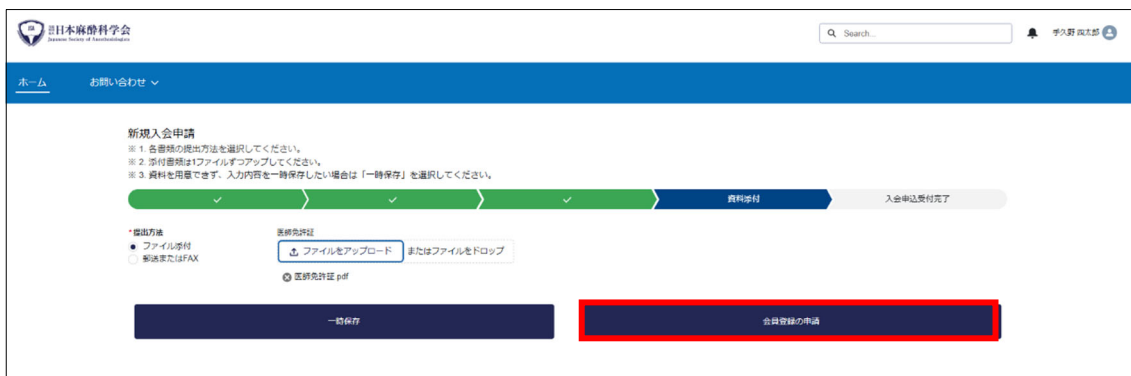 日本麻酔科学会
Japanese Society of Anesthesiologists
Search...
手久野 四太郎
ホーム
お問い合わせ
新規入会申請
※ 1. 各書類の提出方法を選択してください。
※ 2. 添付書類は1ファイルずつアップしてください。
※ 3. 資料を用意できず、入力内容を一時保存したい場合は「一時保存」を選択してください。
資料添付
入会申込受付完了
*提出方法
ファイル添付
郵送またはFAX
医師免許証
ファイルをアップロード
またはファイルをドロップ
医師免許証.pdf
一時保存
会員登録の申請